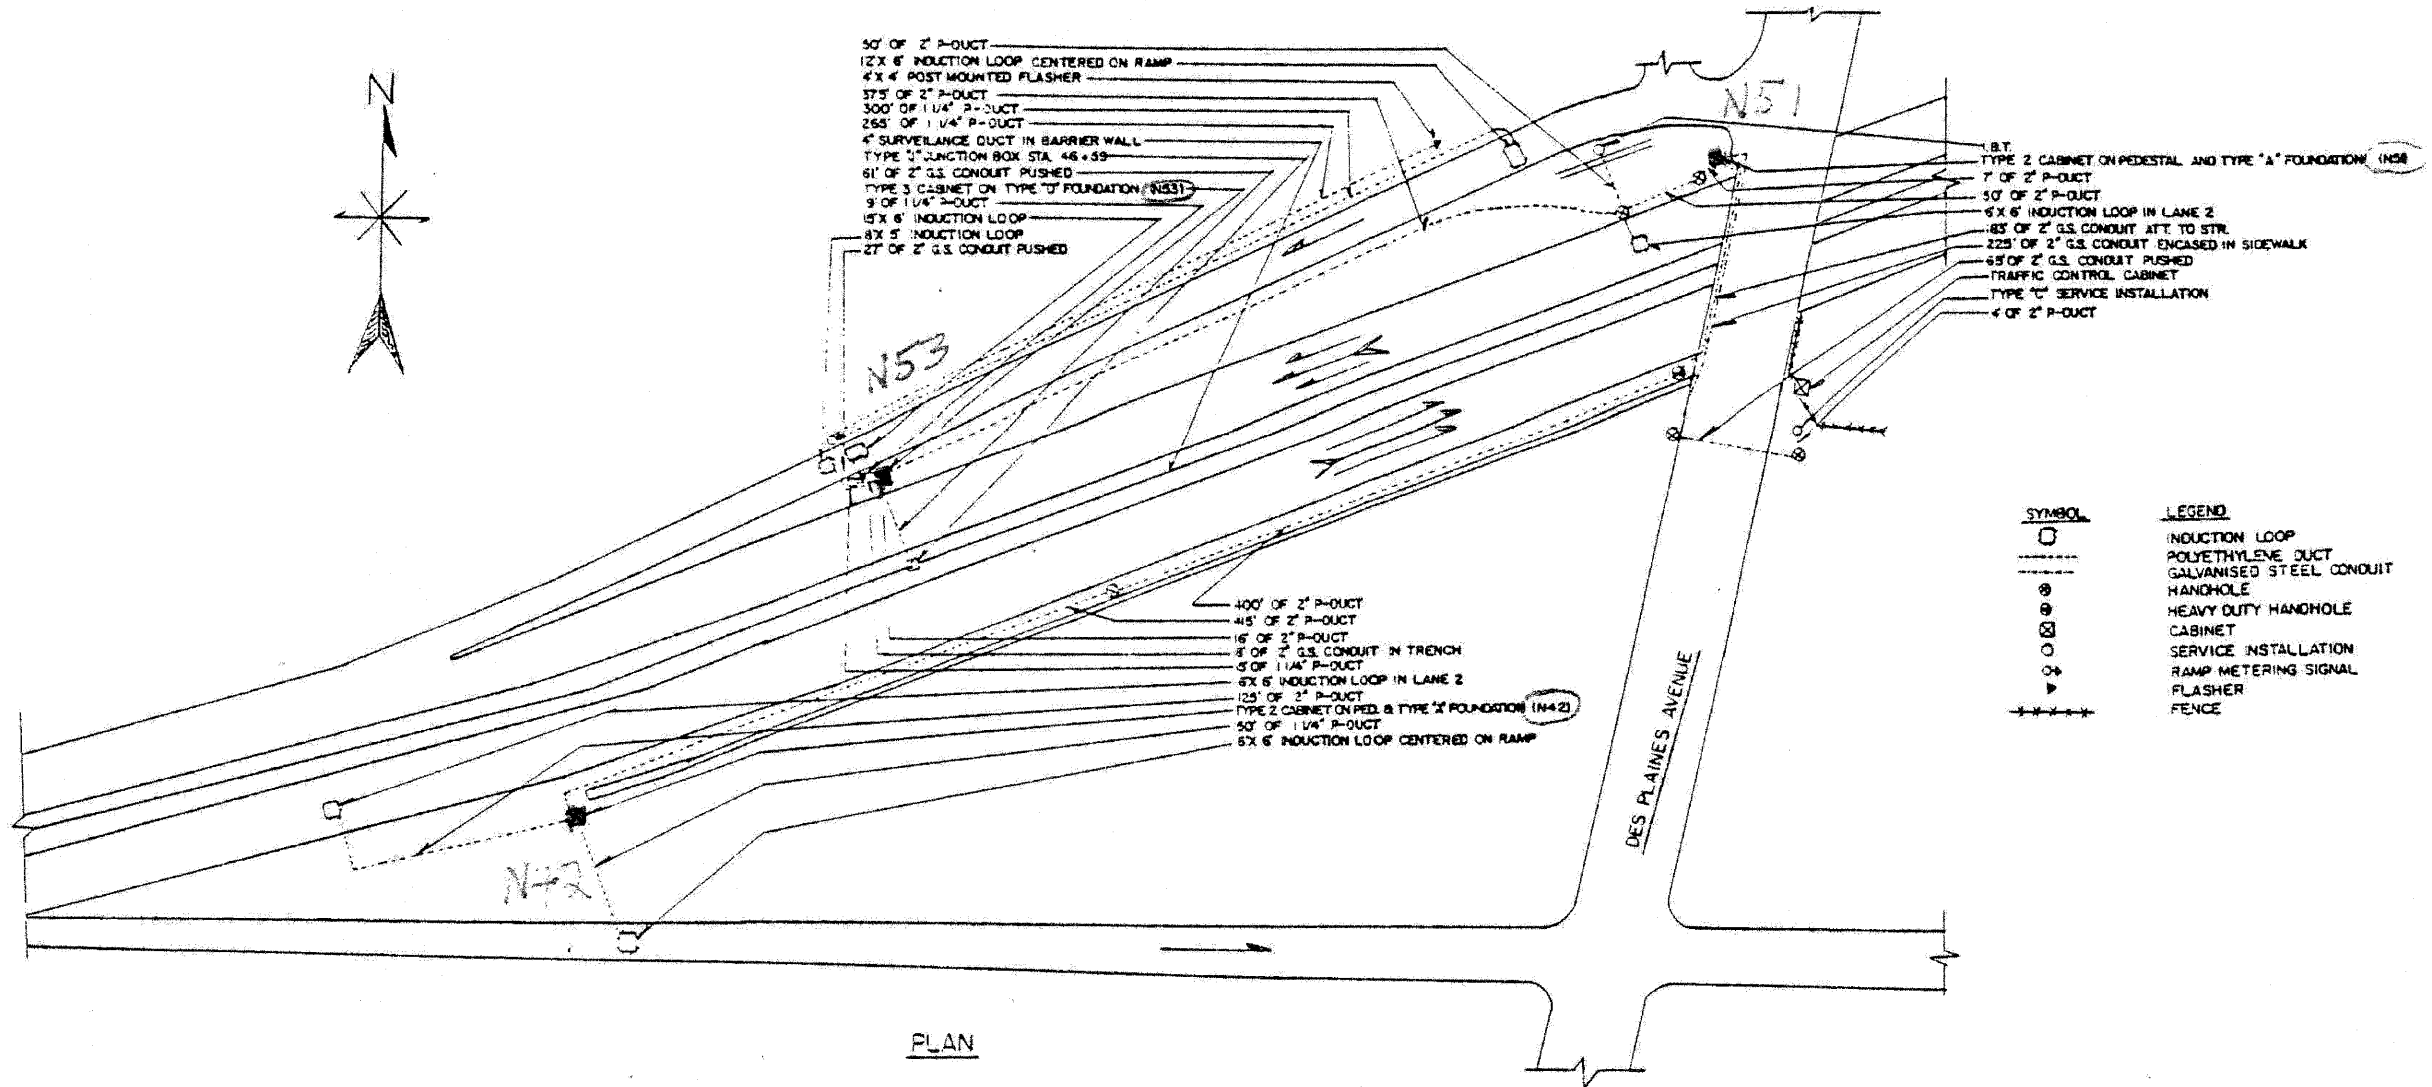 N
50' OF 2" P-DUCT
12'X 6' INDUCTION LOOP CENTERED ON RAMP
4'X 4' POST MOUNTED FLASHER
375' OF 2" P-DUCT
300' OF 1 1/4" P-DUCT
265' OF 1 1/4" P-DUCT
4" SURVEILANCE DUCT IN BARRIER WALL
TYPE "J" JUNCTION BOX STA. 46+59
61' OF 2" G.S. CONDUIT PUSHED
TYPE 3 CABINET ON TYPE "D" FOUNDATION (N53)
9' OF 1 1/4" P-DUCT
15'X 6' INDUCTION LOOP
8'X 5' INDUCTION LOOP
27' OF 2" G.S. CONDUIT PUSHED
N51
TYPE 2 CABINET ON PEDESTAL AND TYPE "A" FOUNDATION (N51
7' OF 2" P-DUCT
50' OF 2" P-DUCT
6'X 6' INDUCTION LOOP IN LANE 2
185' OF 2" G.S. CONDUIT ATT. TO STR.
225' OF 2" G.S. CONDUIT ENCASED IN SIDEWALK
65' OF 2" G.S. CONDUIT PUSHED
TRAFFIC CONTROL CABINET
TYPE "C" SERVICE INSTALLATION
4' OF 2" P-DUCT
N53
SYMBOL LEGEND
INDUCTION LOOP
POLYETHYLENE DUCT
GALVANISED STEEL CONDUIT
HANDHOLE
HEAVY DUTY HANDHOLE
CABINET
SERVICE INSTALLATION
RAMP METERING SIGNAL
FLASHER
FENCE
400' OF 2" P-DUCT
415' OF 2" P-DUCT
16' OF 2" P-DUCT
8' OF 2" G.S. CONDUIT IN TRENCH
OF 1 1/4" P-DUCT
6'X 6' INDUCTION LOOP IN LANE 2
125' OF 2" P-DUCT
TYPE 2 CABINET ON PED. & TYPE "A" FOUNDATION (N42)
50' OF 1 1/4" P-DUCT
6'X 6' INDUCTION LOOP CENTERED ON RAMP
DES PLAINES AVENUE
N42
PLAN